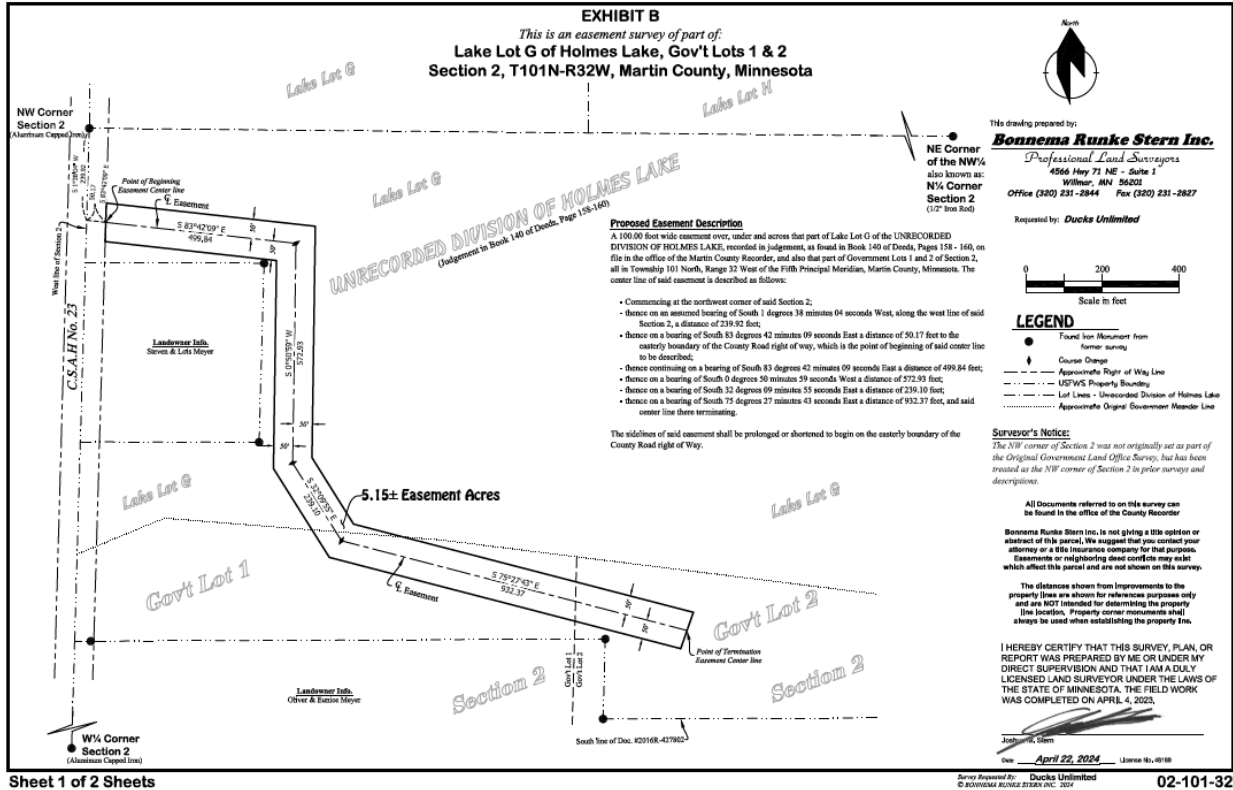 EXHIBIT B
This is an easement survey of part of:
Lake Lot G of Holmes Lake, Gov't Lots 1 & 2
Section 2, T101N-R32W, Martin County, Minnesota
North
Lake Lot G
Lake Lot H
NW Corner
Section 2
(Aluminum Capped Iron)
NE Corner
of the NW¼
also known as:
N¼ Corner
Section 2
(1/2" Iron Rod)
This drawing prepared by:
Bonnema Runke Stern Inc.
Professional Land Surveyors
4566 Hwy 71 NE - Suite 1
Willmar, MN 56201
Office (320) 231-2844 Fax (320) 231-2827
Requested by: Ducks Unlimited
0 200 400
Scale in feet
LEGEND
Found Iron Monument from
former survey
Course Change
Approximate Right of Way Line
USFWS Property Boundary
Lot Lines - Unrecorded Division of Holmes Lake
Approximate Original Government Meander Line
Surveyor's Notice:
The NW corner of Section 2 was not originally set as part of
the Original Government Land Office Survey, but has been
treated as the NW corner of Section 2 in prior surveys and
descriptions.
All Documents referred to on this survey can
be found in the office of the County Recorder
Bonnema Runke Stern Inc. is not giving a title opinion or
abstract of this parcel. We suggest that you contact your
attorney or a title insurance company for that purpose.
Easements or neighboring deed conflicts may exist
which affect this parcel and are not shown on this survey.
The distances shown from improvements to the
property lines are for references purposes only
and are NOT intended for determining the property
line location. Property corner monuments shall
always be used when establishing the property line.
I HEREBY CERTIFY THAT THIS SURVEY, PLAN, OR
REPORT WAS PREPARED BY ME OR UNDER MY
DIRECT SUPERVISION AND THAT I AM A DULY
LICENSED LAND SURVEYOR UNDER THE LAWS OF
THE STATE OF MINNESOTA. THE FIELD WORK
WAS COMPLETED ON APRIL 4, 2023.
Stern
Date April 22, 2024 License No. 46169
S 1°38'04" W
239.92
50.17
S 83°42'09" E
Point of Beginning
Easement Center line
℄ Easement
S 83°42'09" E
499.84
50'
50'
Lake Lot G
UNRECORDED DIVISION OF HOLMES LAKE
(Judgement in Book 140 of Deeds, Page 158-160)
Proposed Easement Description
A 100.00 foot wide easement over, under and across that part of Lake Lot G of the UNRECORDED
DIVISION OF HOLMES LAKE, recorded in judgement, as found in Book 140 of Deeds, Pages 158 - 160, on
file in the office of the Martin County Recorder, and also that part of Government Lots 1 and 2 of Section 2,
all in Township 101 North, Range 32 West of the Fifth Principal Meridian, Martin County, Minnesota. The
center line of said easement is described as follows:
• Commencing at the northwest corner of said Section 2;
• thence on an assumed bearing of South 1 degrees 38 minutes 04 seconds West, along the west line of said
Section 2, a distance of 239.92 feet;
• thence on a bearing of South 83 degrees 42 minutes 09 seconds East a distance of 50.17 feet to the
easterly boundary of the County Road right of way, which is the point of beginning of said center line
to be described;
• thence continuing on a bearing of South 83 degrees 42 minutes 09 seconds East a distance of 499.84 feet;
• thence on a bearing of South 0 degrees 50 minutes 59 seconds West a distance of 572.93 feet;
• thence on a bearing of South 32 degrees 09 minutes 55 seconds East a distance of 239.10 feet;
• thence on a bearing of South 75 degrees 27 minutes 43 seconds East a distance of 932.37 feet, and said
center line there terminating.
The sidelines of said easement shall be prolonged or shortened to begin on the easterly boundary of the
County Road right of Way.
West line of Section 2
C.S.A.H No. 23
Landowner Info.
Steven & Lois Meyer
S 0°50'59" W
572.93
50'
50'
S 32°09'55" E
239.10
5.15± Easement Acres
Lake Lot G
Lake Lot G
Gov't Lot 1
℄ Easement
S 75°27'43" E
932.37
50'
50'
Gov't Lot 2
Point of Termination
Easement Center line
Gov't Lot 1
Gov't Lot 2
Landowner Info.
Oliver & Eunice Meyer
Section 2
Section 2
South line of Doc. #2016R-427802
W¼ Corner
Section 2
(Aluminum Capped Iron)
Sheet 1 of 2 Sheets
Survey Requested By: Ducks Unlimited
© BONNEMA RUNKE STERN INC. 2024
02-101-32